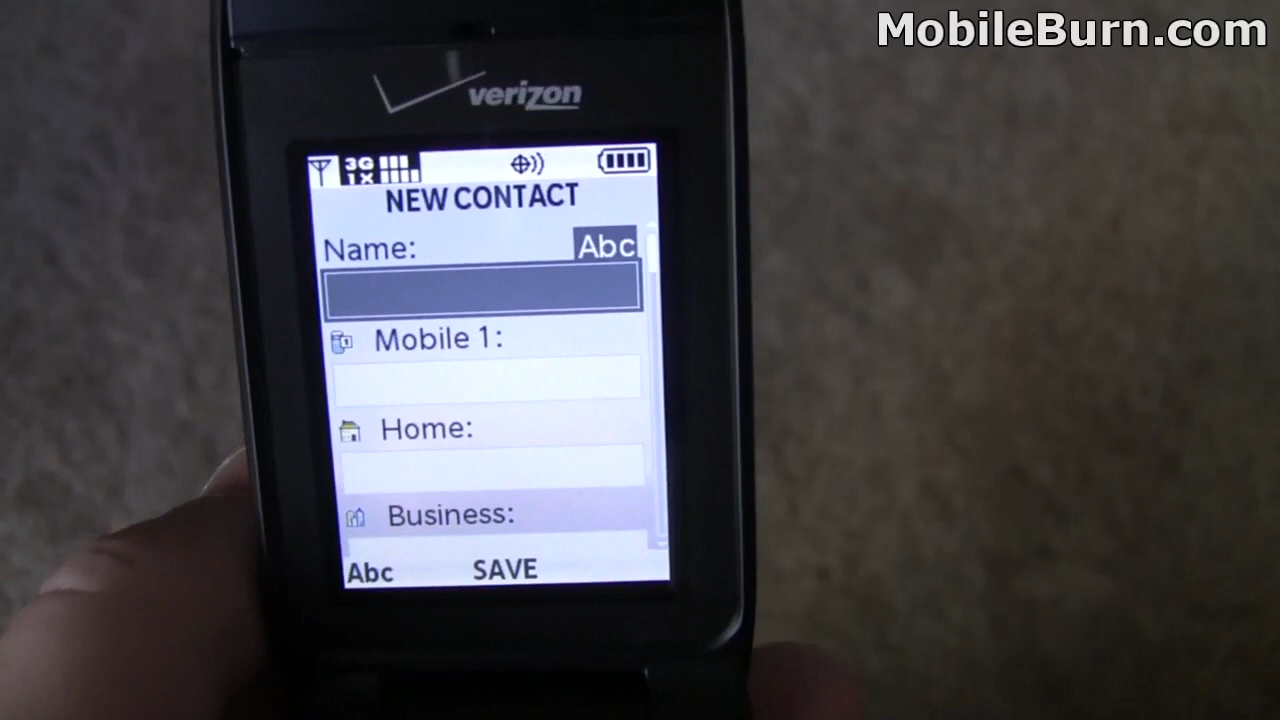 MobileBurn.com
verizon
3G
1X
NEW CONTACT
Name: Abc
Mobile 1:
Home:
Business:
Abc SAVE